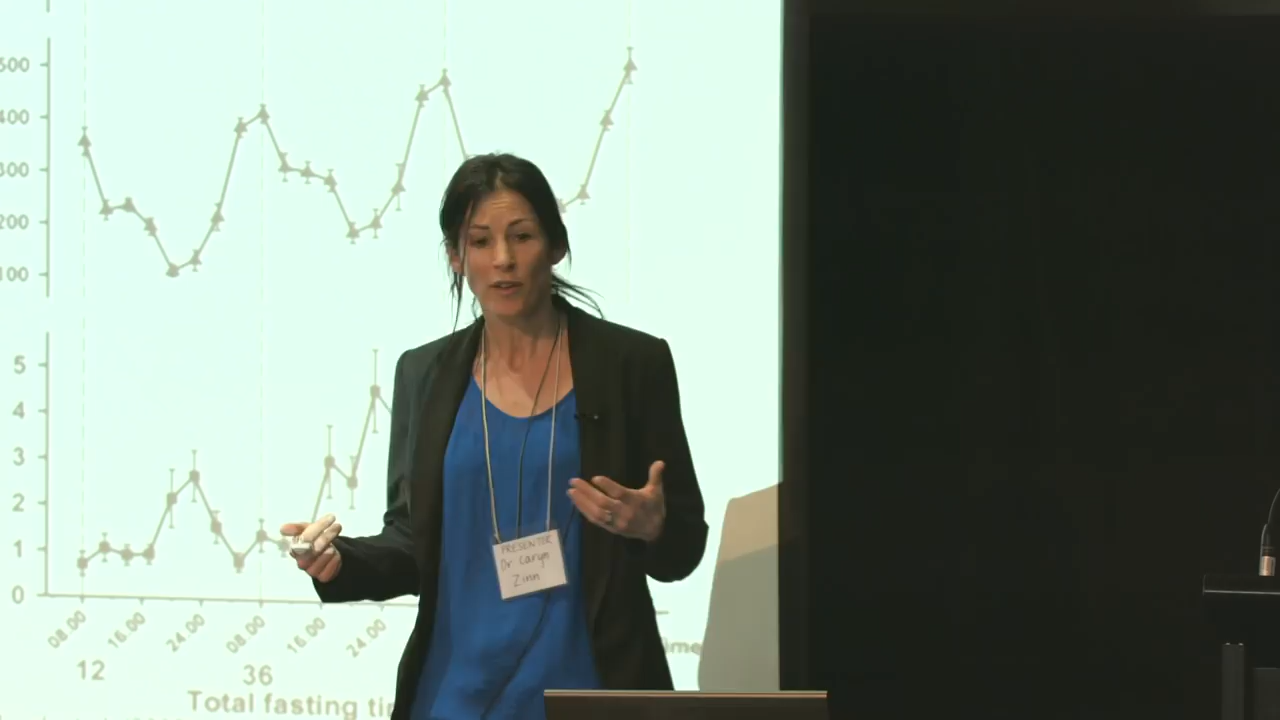 500
400
300
200
100
5
4
3
2
1
0
08.00 16.00 24.00 08.00 16.00 24.00
12 36
Total fasting
PRESENTER
Dr Caryn
Zinn